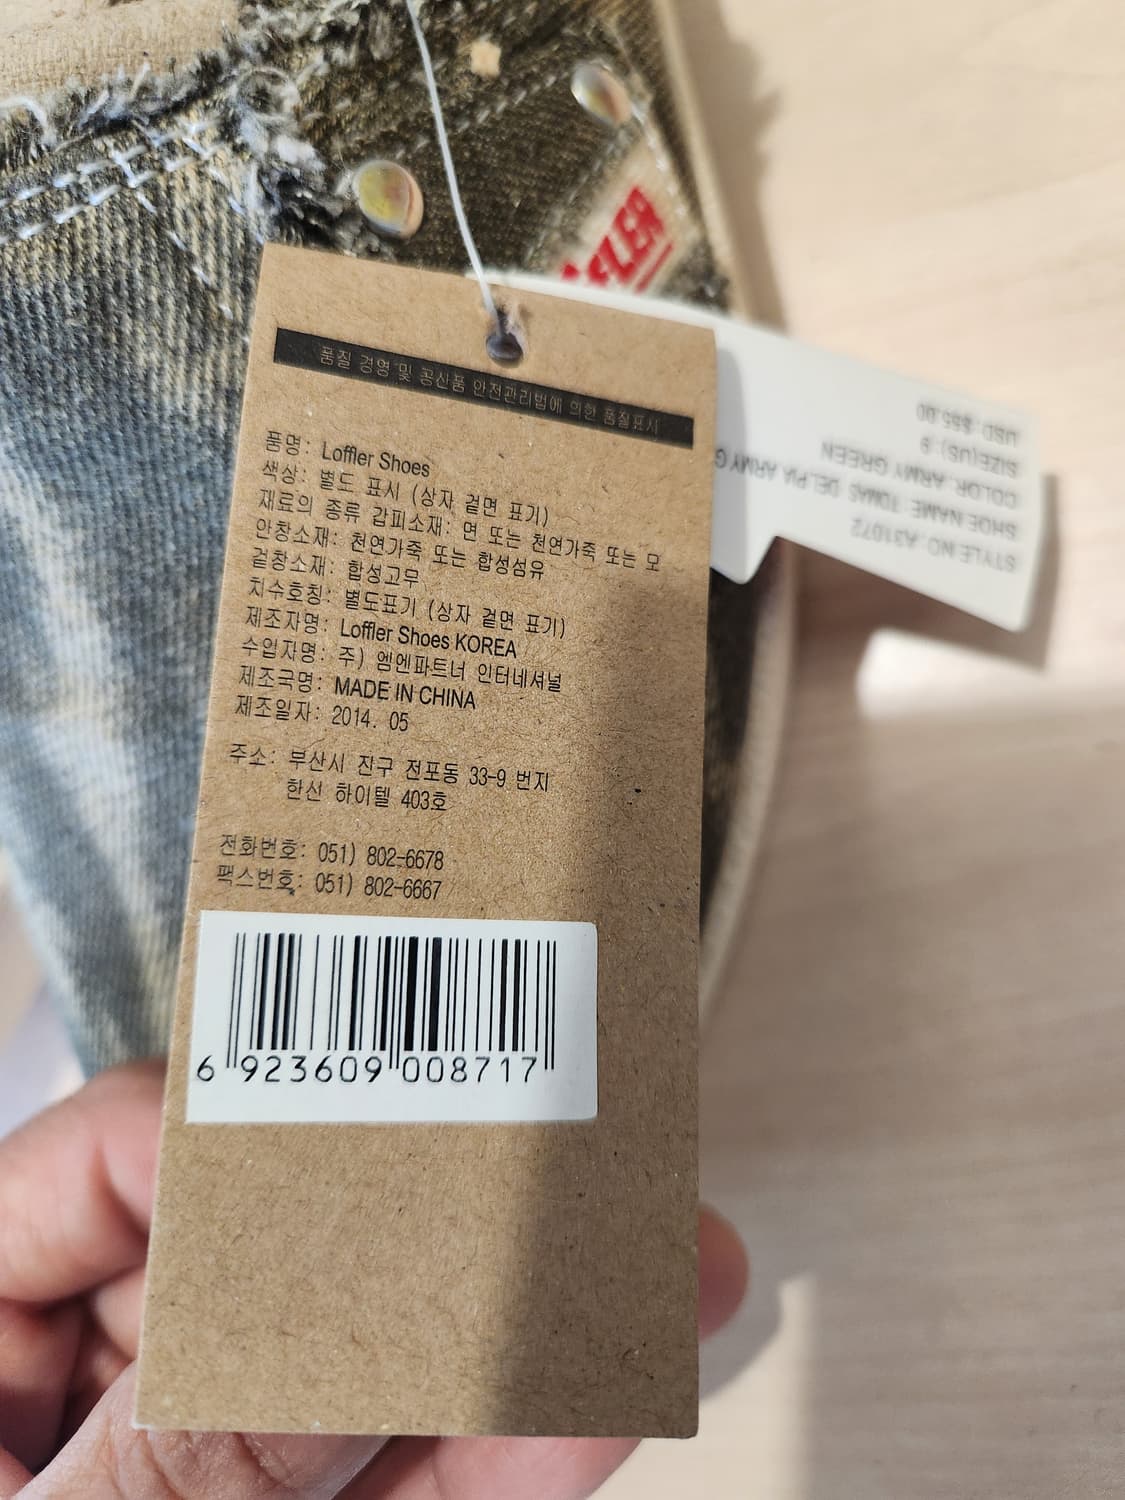 품질 경영 및 공산품 안전관리법에 의한 품질표시
품명: Loffler Shoes
색상: 별도 표시 (상자 겉면 표기)
재료의 종류 갑피소재: 면 또는 천연가죽 또는 모
안창소재: 천연가죽 또는 합성섬유
겉창소재: 합성고무
치수호칭: 별도표기 (상자 겉면 표기)
제조자명: Loffler Shoes KOREA
수입자명: 주) 엠엔파트너 인터네셔널
제조국명: MADE IN CHINA
제조일자: 2014. 05
주소: 부산시 진구 전포동 33-9 번지
한선 하이텔 403호
전화번호: 051) 802-6678
팩스번호: 051) 802-6667
6 923609 008717
STYLE NO: A31072
SHOE NAME: TOMAS DELPIA ARMY G
COLOR: ARMY GREEN
SIZE(US): 9
USD $85.00
FLER